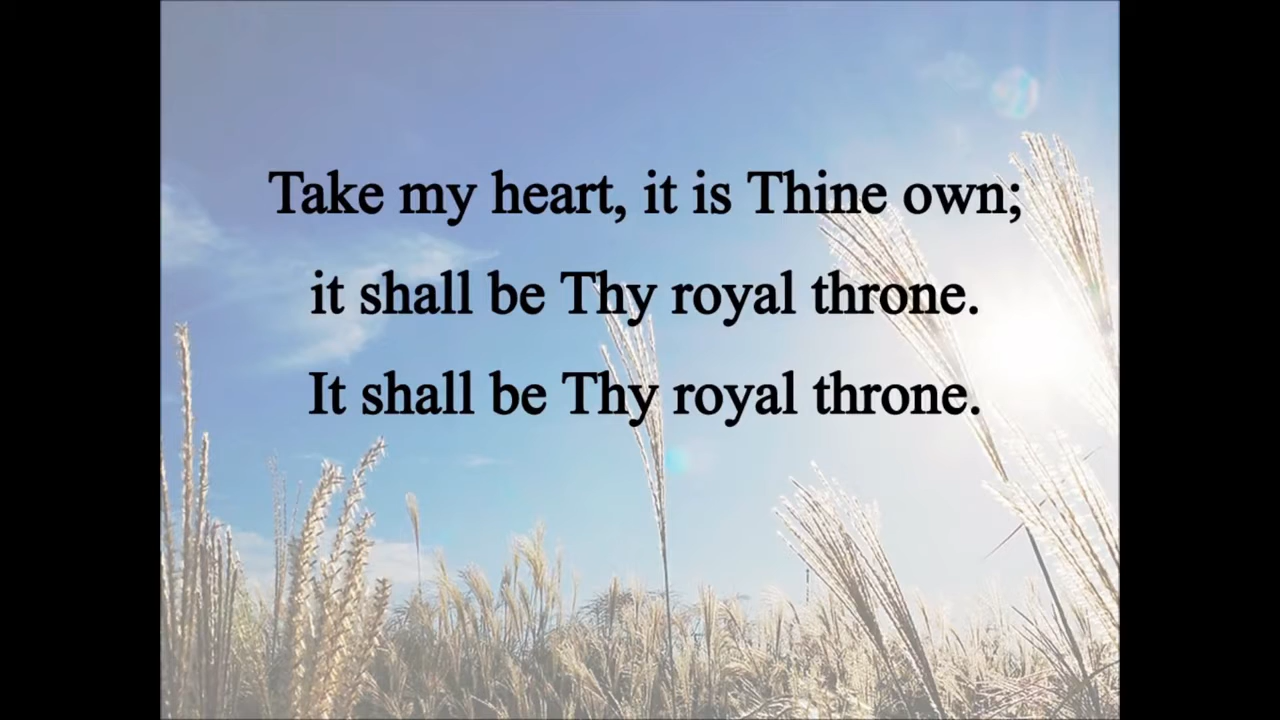 Take my heart, it is Thine own;
it shall be Thy royal throne.
It shall be Thy royal throne.